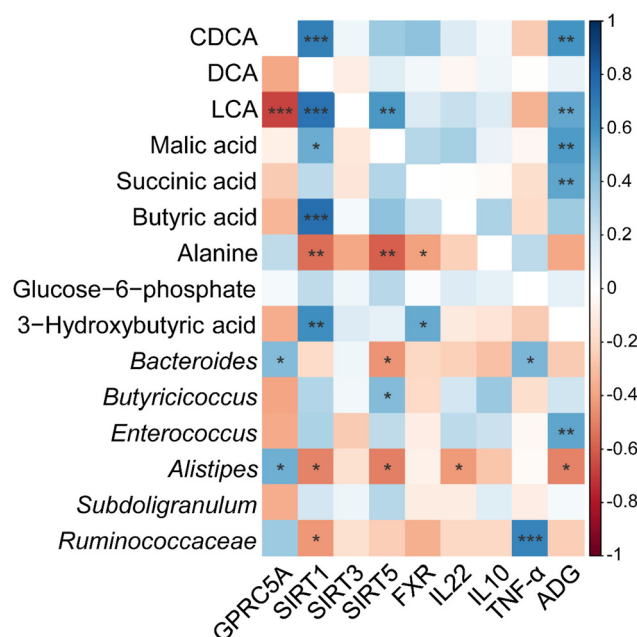 CDCA *** **
DCA
LCA *** *** ** **
Malic acid * **
Succinic acid **
Butyric acid ***
Alanine ** ** *
Glucose−6−phosphate
3−Hydroxybutyric acid ** *
Bacteroides * * *
Butyricicoccus *
Enterococcus **
Alistipes * * * * *
Subdoligranulum
Ruminococcaceae * ***
GPRC5A
SIRT1
SIRT3
SIRT5
FXR
IL22
IL10
TNF-α
ADG
1
0.8
0.6
0.4
0.2
0
-0.2
-0.4
-0.6
-0.8
-1